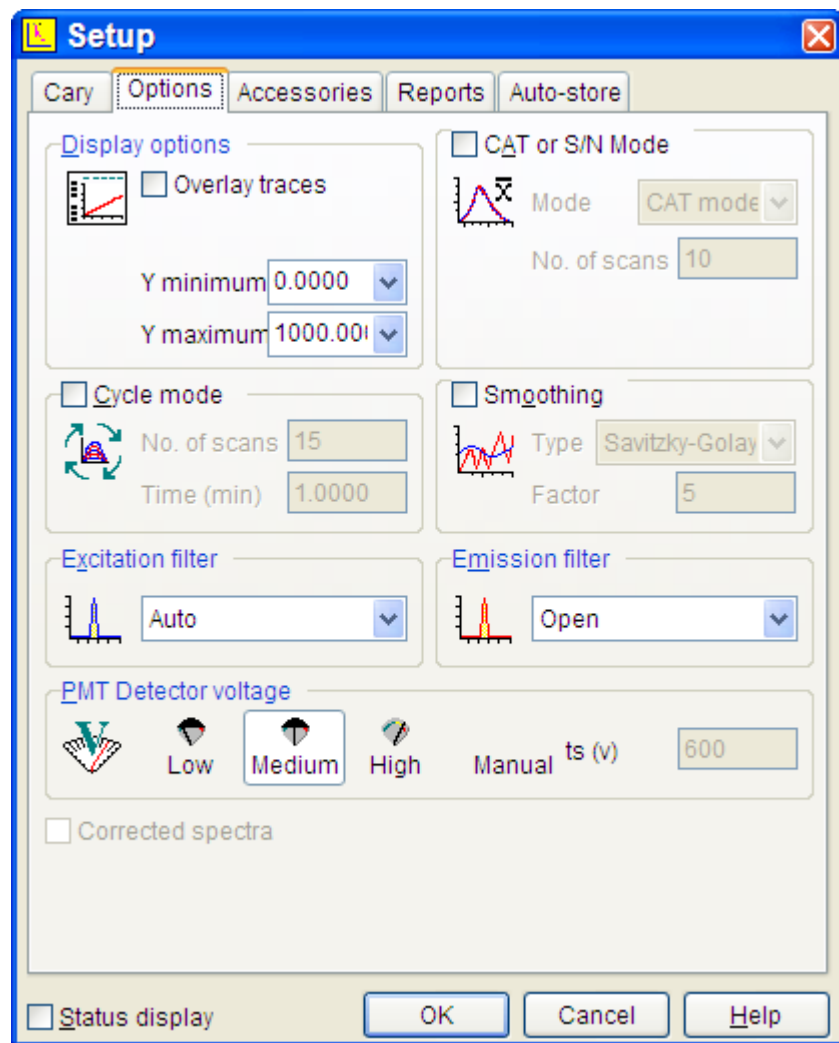 Setup
Cary Options Accessories Reports Auto-store
Display options
Overlay traces
Y minimum 0.0000
Y maximum 1000.00
CAT or S/N Mode
Mode CAT mode
No. of scans 10
Cycle mode
No. of scans 15
Time (min) 1.0000
Smoothing
Type Savitzky-Golay
Factor 5
Excitation filter
Auto
Emission filter
Open
PMT Detector voltage
Low Medium High Manual ts (v) 600
Corrected spectra
Status display OK Cancel Help